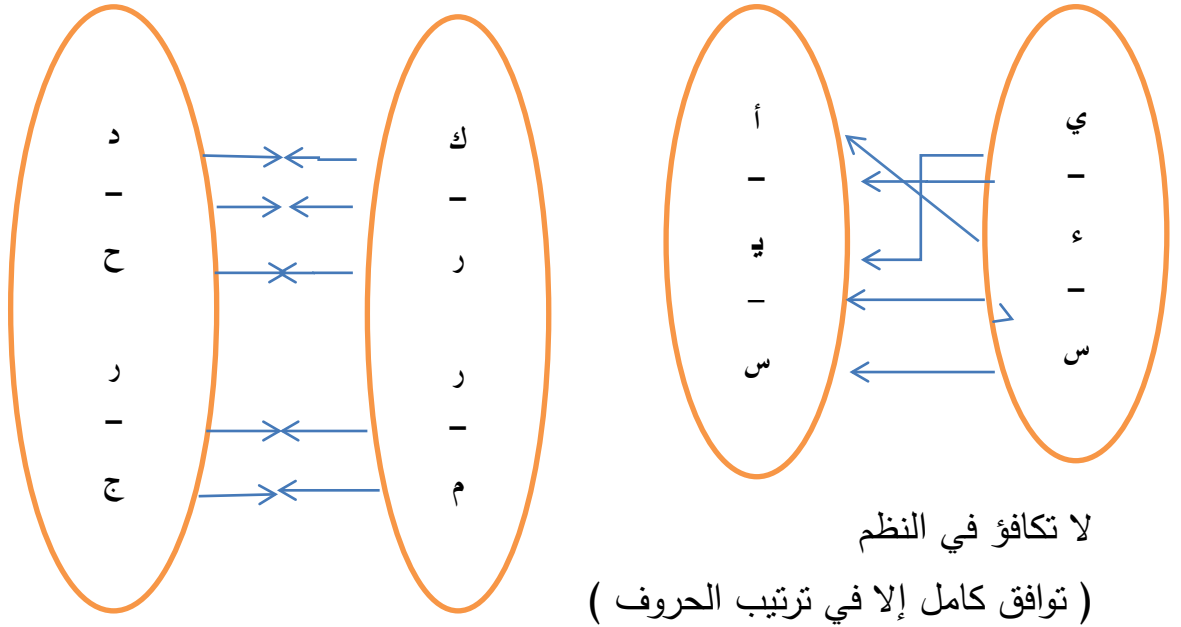 ي
–
ء
–
س
أ
–
يـ
–
س
ك
–
ر
ر
–
م
د
–
ح
ر
–
ج
لا تكافؤ في النظم
( توافق كامل إلا في ترتيب الحروف )